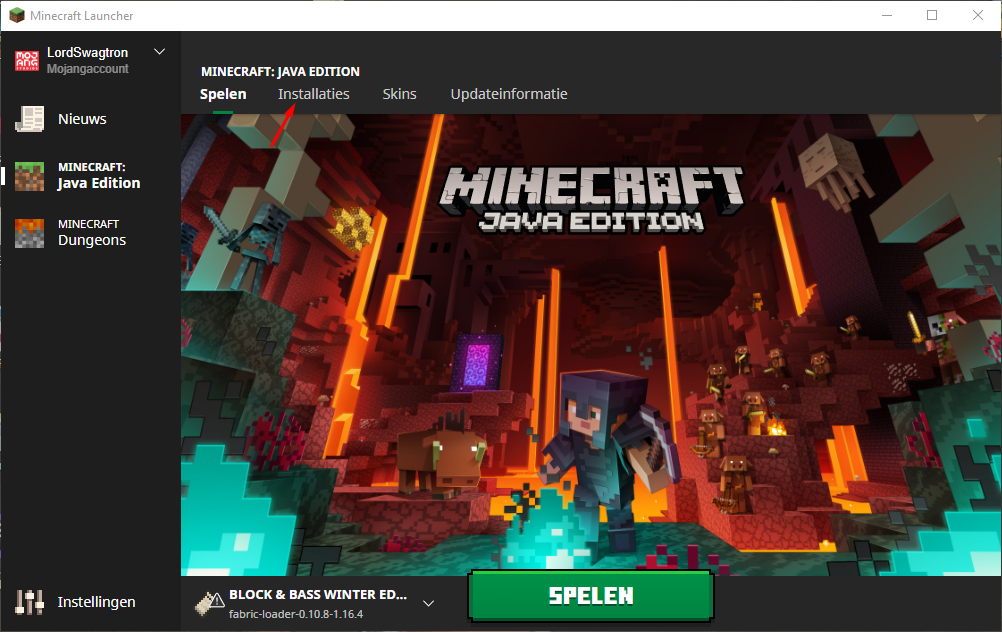 Minecraft Launcher
LordSwagtron
Mojangaccount
MOJANG
STUDIOS
Nieuws
MINECRAFT:
Java Edition
MINECRAFT
Dungeons
Instellingen
MINECRAFT: JAVA EDITION
Spelen Installaties Skins Updateinformatie
MINECRAFT
JAVA EDITION
BLOCK & BASS WINTER ED...
fabric-loader-0.10.8-1.16.4
SPELEN